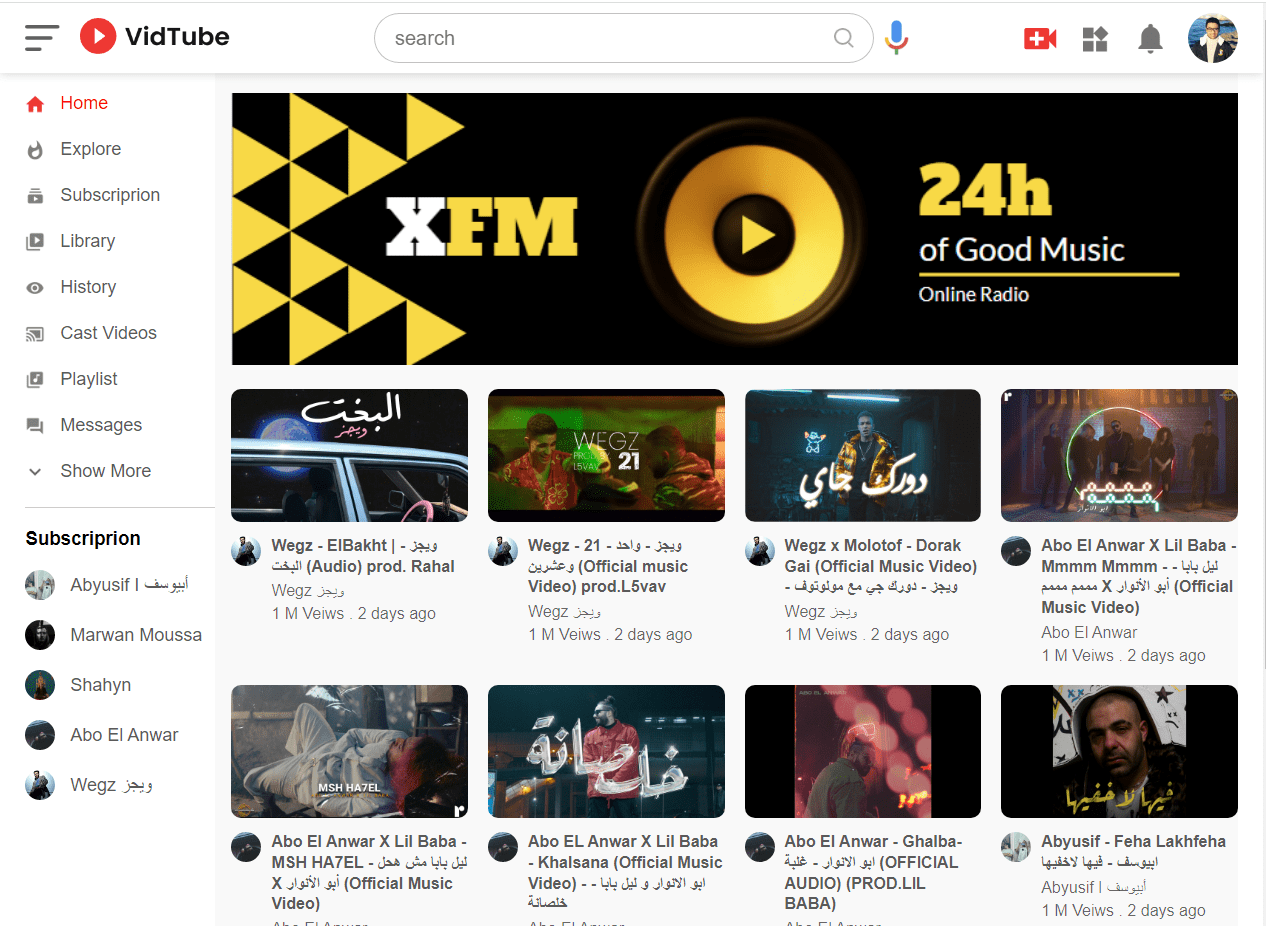 VidTube
search
Home
Explore
Subscriprion
Library
History
Cast Videos
Playlist
Messages
Show More
Subscriprion
Abyusif l أبيوسف
Marwan Moussa
Shahyn
Abo El Anwar
Wegz ويجز
XFM
24h
of Good Music
Online Radio
البخت
ويجز
Wegz - ElBakht | ويجز -
البخت (Audio) prod. Rahal
Wegz ويجز
1 M Veiws . 2 days ago
WEGZ
21
L5VAV
Wegz - 21 - ويجز - واحد
وعشرين (Official music
Video) prod.L5vav
Wegz ويجز
1 M Veiws . 2 days ago
دورك جاي
Wegz x Molotof - Dorak
Gai (Official Music Video)
- ويجز - دورك جي مع مولوتوف
Wegz ويجز
1 M Veiws . 2 days ago
r
ابو الانوار
Abo El Anwar X Lil Baba -
Mmmm Mmmm - - ليل بابا
أبو الأنوار X مممم مممم (Official
Music Video)
Abo El Anwar
1 M Veiws . 2 days ago
MSH HA7EL
r
Abo El Anwar X Lil Baba -
MSH HA7EL - ليل بابا مش هحل
X أبو الأنوار (Official Music
Video)
Abo El Anwar
خلصانة
Abo EL Anwar X Lil Baba
- Khalsana (Official Music
Video) - - ابو الانوار و ليل بابا
خلصانة
Abo El Anwar
ABO EL ANWAR
Abo El Anwar - Ghalba-
ابو الانوار - غلبة (OFFICIAL
AUDIO) (PROD.LIL
BABA)
Abo El Anwar
فيها لاخفيها
Abyusif - Feha Lakhfeha
ابيوسف - فيها لاخفيها
Abyusif l أبيوسف
1 M Veiws . 2 days ago